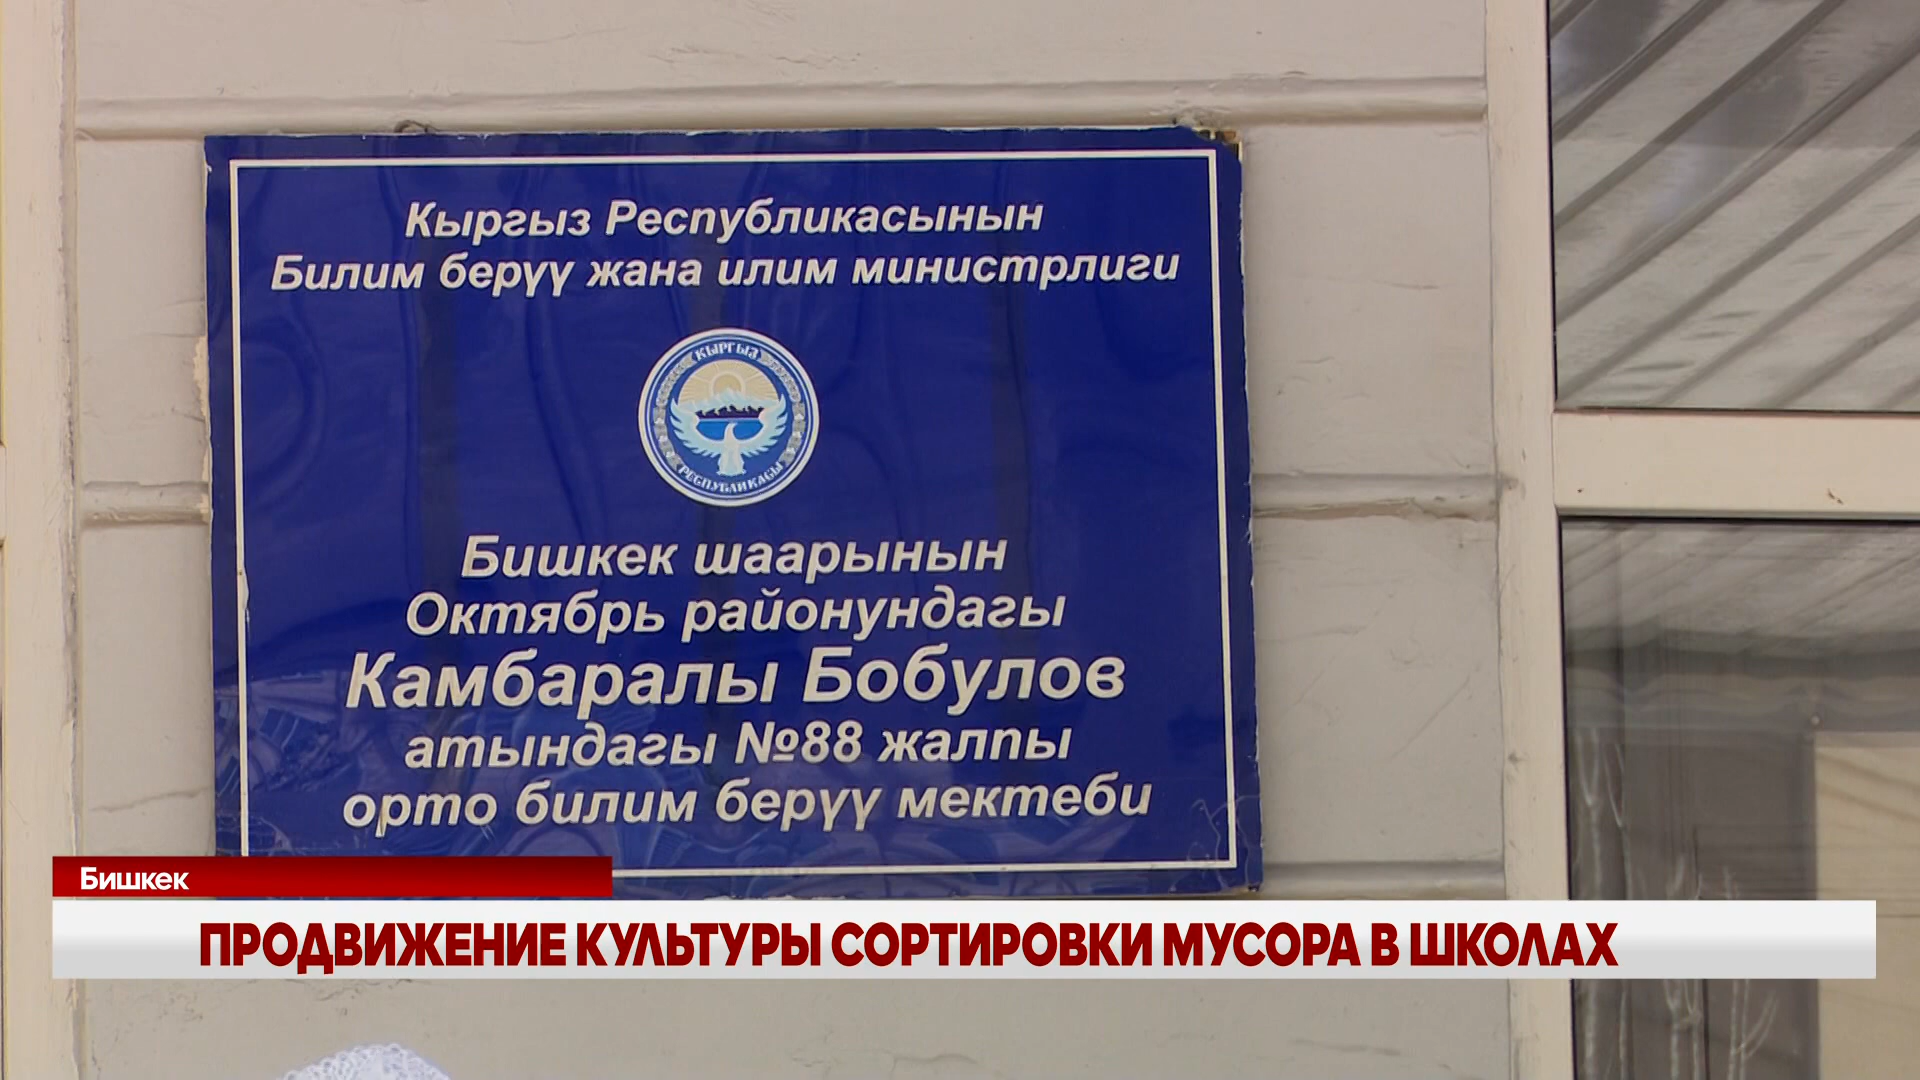 Кыргыз Республикасынын
Билим берүү жана илим министрлиги
КЫРГЫЗ
РЕСПУБЛИКАСЫ
Бишкек шаарынын
Октябрь районундагы
Камбаралы Бобулов
атындагы №88 жалпы
орто билим берүү мектеби
Бишкек
ПРОДВИЖЕНИЕ КУЛЬТУРЫ СОРТИРОВКИ МУСОРА В ШКОЛАХ